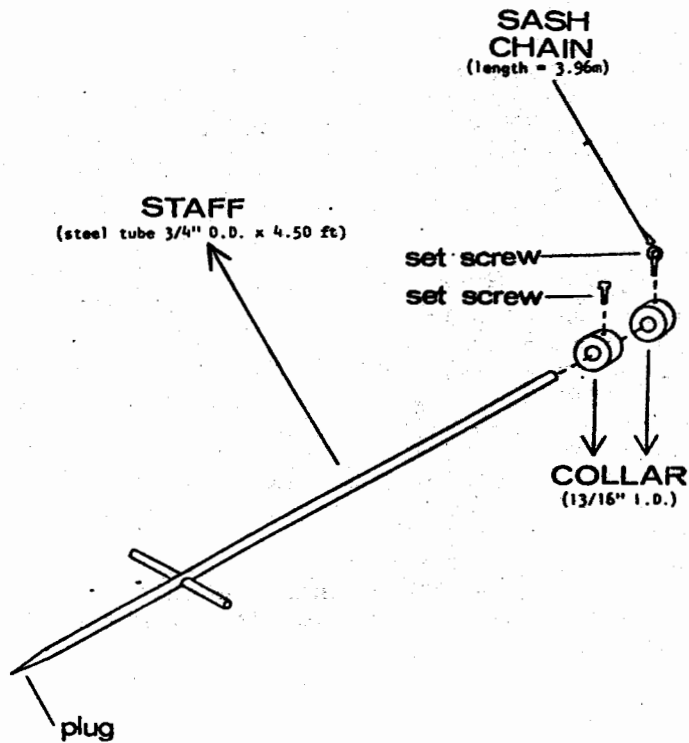 SASH
CHAIN
(length = 3.96m)
STAFF
(steel tube 3/4" O.D. x 4.50 ft)
set screw
set screw
COLLAR
(13/16" I.D.)
plug